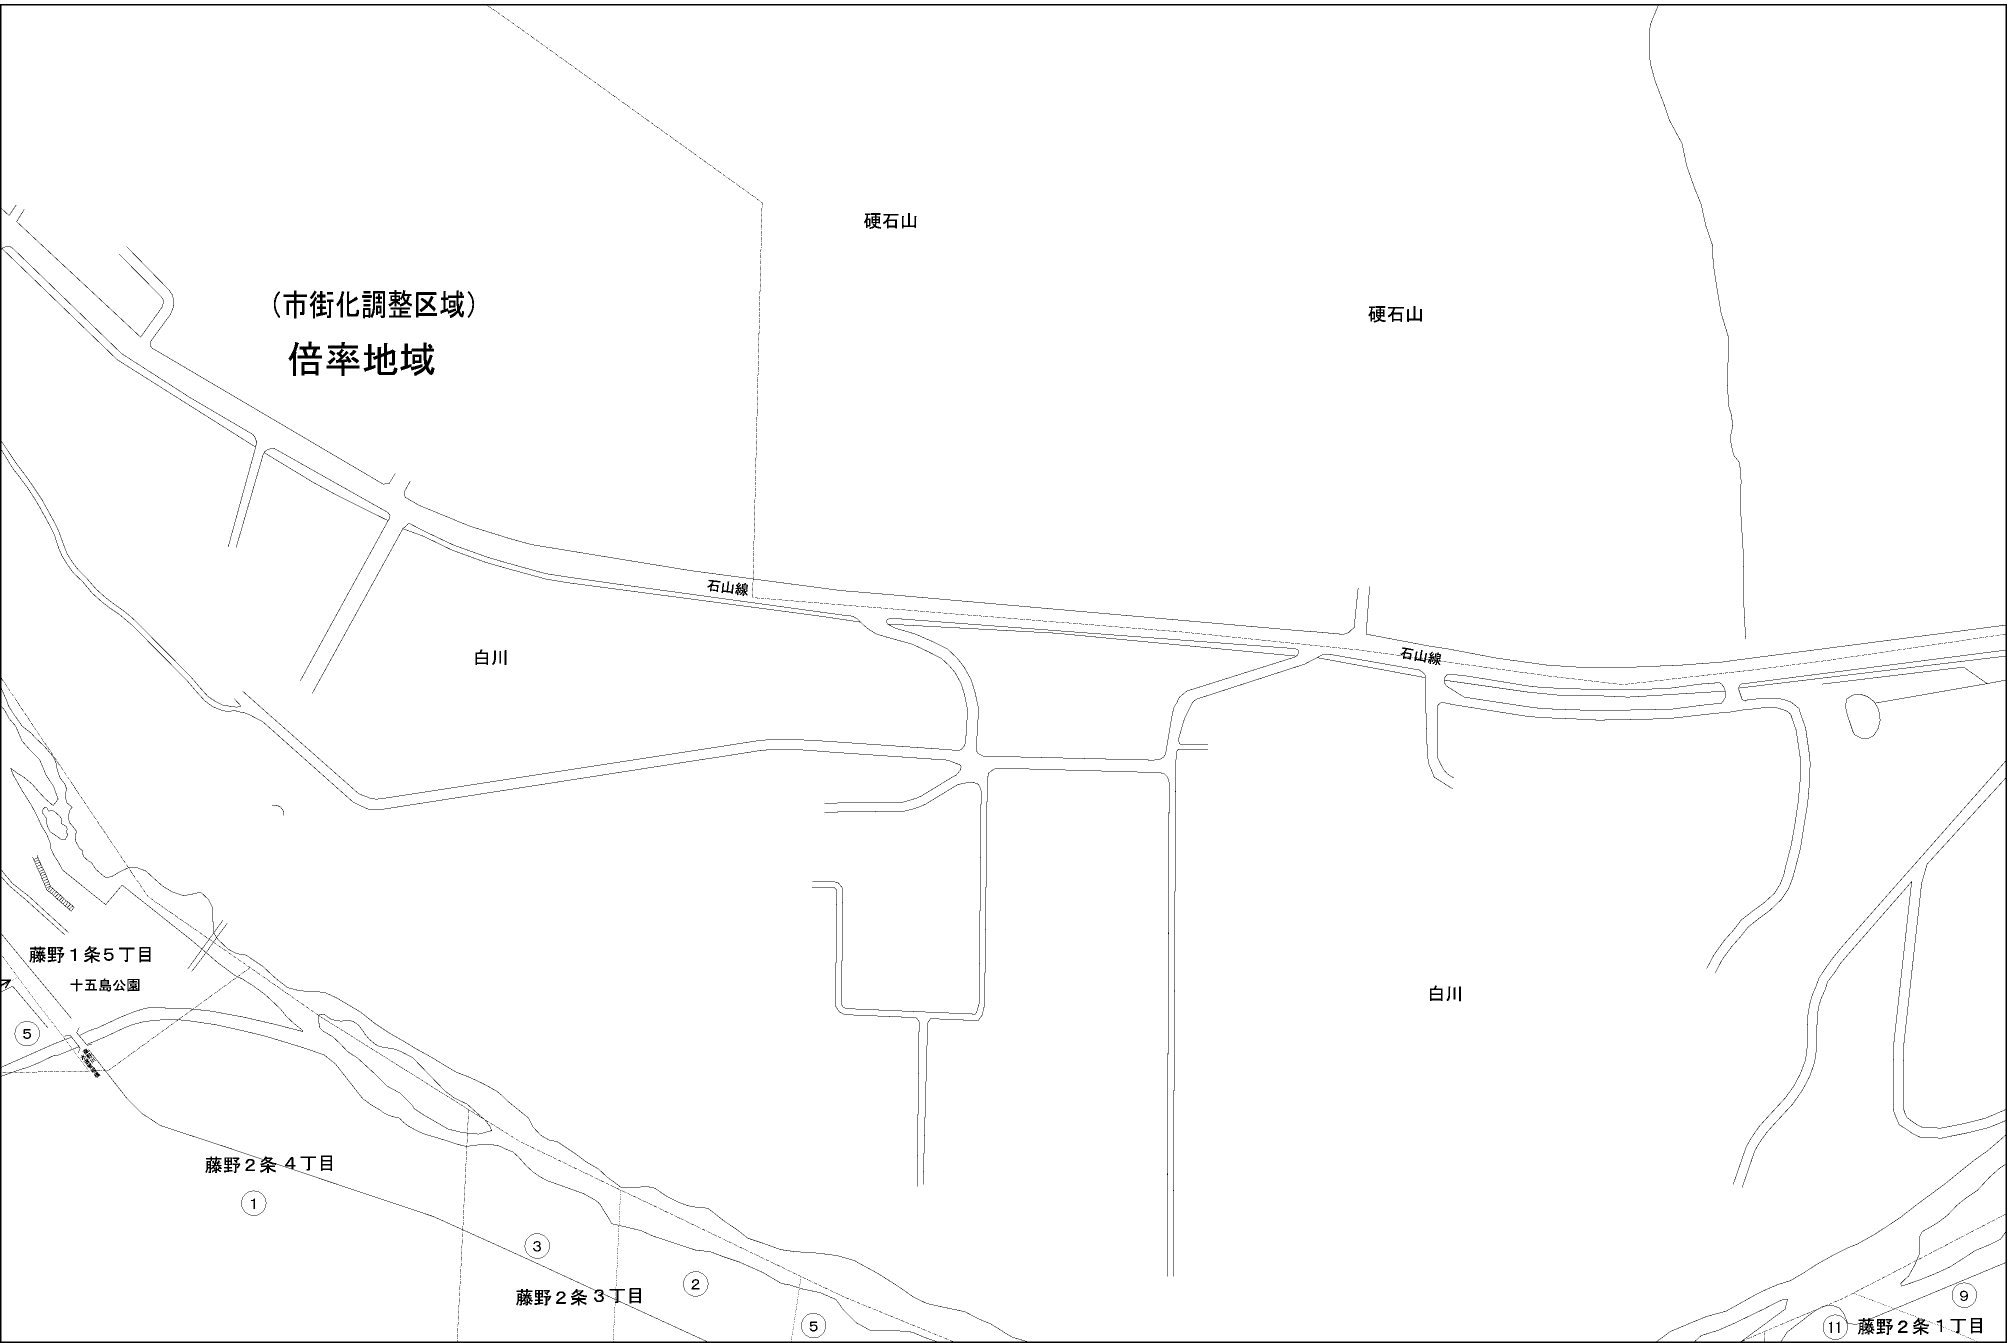 硬石山
（市街化調整区域）
硬石山
倍率地域
石山線
白川
石山線
藤野１条５丁目
十五島公園
白川
5
藤野２条４丁目
1
3
2
藤野２条３丁目
9
5
11
藤野２条１丁目